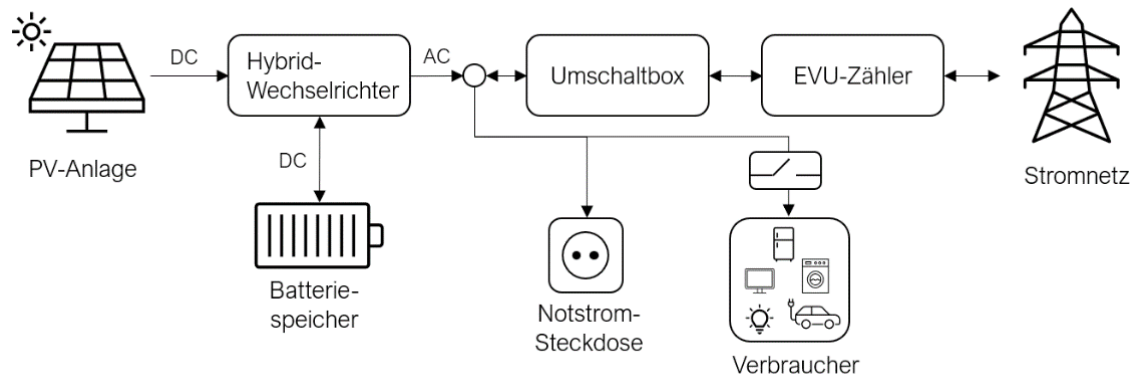 DC
Hybrid-
Wechselrichter
AC
Umschaltbox
EVU-Zähler
PV-Anlage
DC
Stromnetz
Batterie-
speicher
Notstrom-
Steckdose
Verbraucher